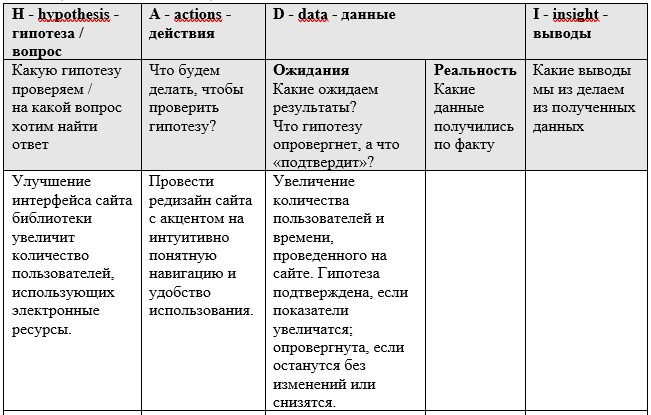 H - hypothesis -
гипотеза /
вопрос
A - actions -
действия
D - data - данные
I - insight -
выводы
Какую гипотезу
проверяем /
на какой вопрос
хотим найти
ответ
Что будем
делать, чтобы
проверить
гипотезу?
Ожидания
Какие ожидаем
результаты?
Что гипотезу
опровергнет, а что
«подтвердит»?
Реальность
Какие
данные
получились
по факту
Какие выводы
мы из делаем
из полученных
данных
Улучшение
интерфейса сайта
библиотеки
увеличит
количество
пользователей,
использующих
электронные
ресурсы.
Провести
редизайн сайта
с акцентом на
интуитивно
понятную
навигацию и
удобство
использования.
Увеличение
количества
пользователей и
времени,
проведенного на
сайте. Гипотеза
подтверждена, если
показатели
увеличатся;
опровергнута, если
останутся без
изменений или
снизятся.